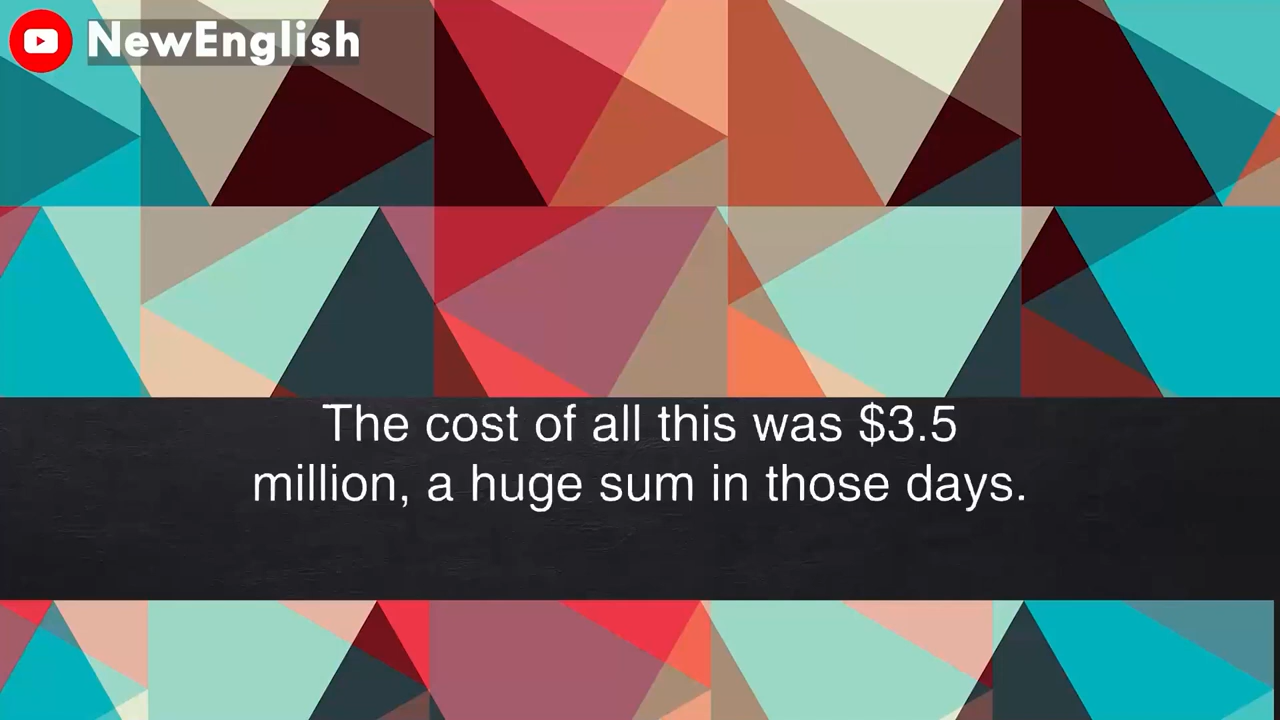 NewEnglish
The cost of all this was $3.5
million, a huge sum in those days.